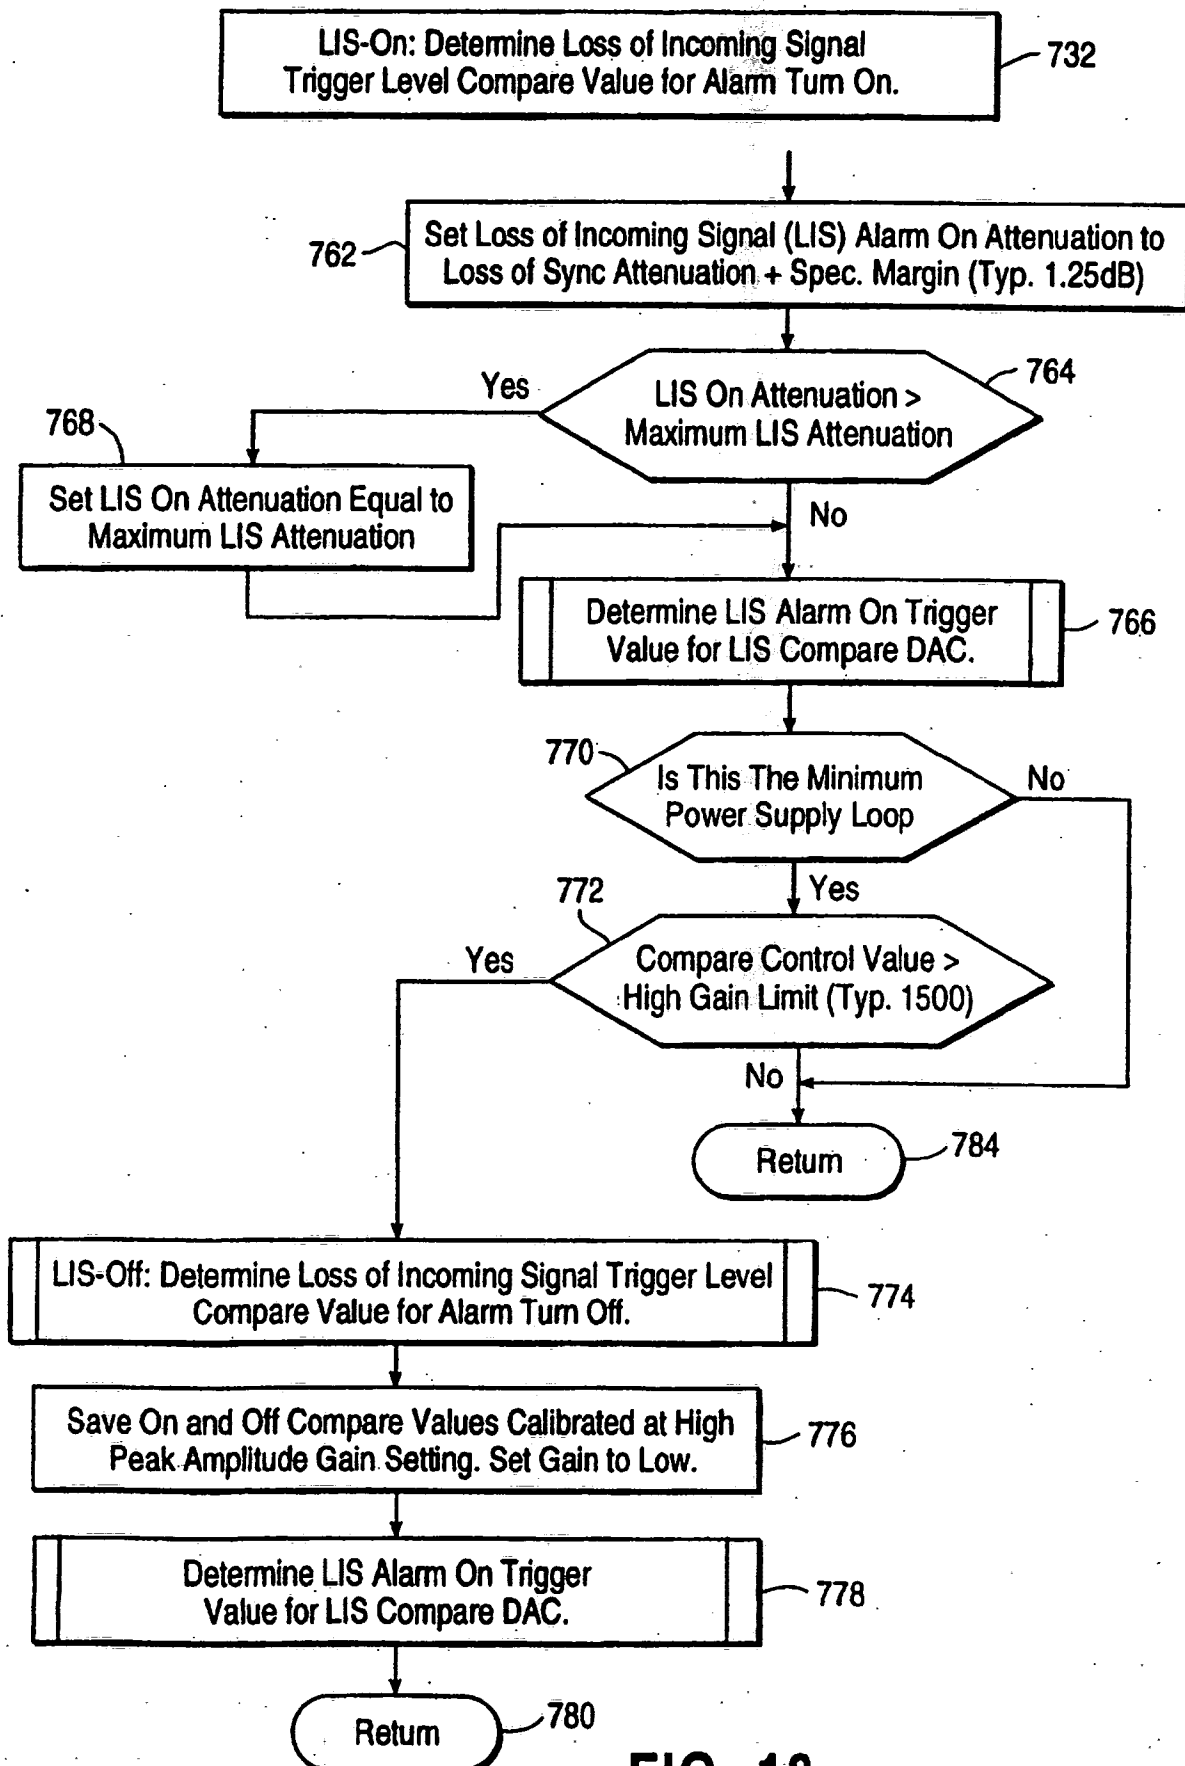 LIS-On: Determine Loss of Incoming Signal
Trigger Level Compare Value for Alarm Turn On.
732
762
Set Loss of Incoming Signal (LIS) Alarm On Attenuation to
Loss of Sync Attenuation + Spec. Margin (Typ. 1.25dB)
764
Yes
LIS On Attenuation >
Maximum LIS Attenuation
768
Set LIS On Attenuation Equal to
Maximum LIS Attenuation
No
Determine LIS Alarm On Trigger
Value for LIS Compare DAC.
766
770
Is This The Minimum
Power Supply Loop
No
Yes
772
Yes
Compare Control Value >
High Gain Limit (Typ. 1500)
No
Return
784
LIS-Off: Determine Loss of Incoming Signal Trigger Level
Compare Value for Alarm Turn Off.
774
Save On and Off Compare Values Calibrated at High
Peak Amplitude Gain Setting. Set Gain to Low.
776
Determine LIS Alarm On Trigger
Value for LIS Compare DAC.
778
Return
780